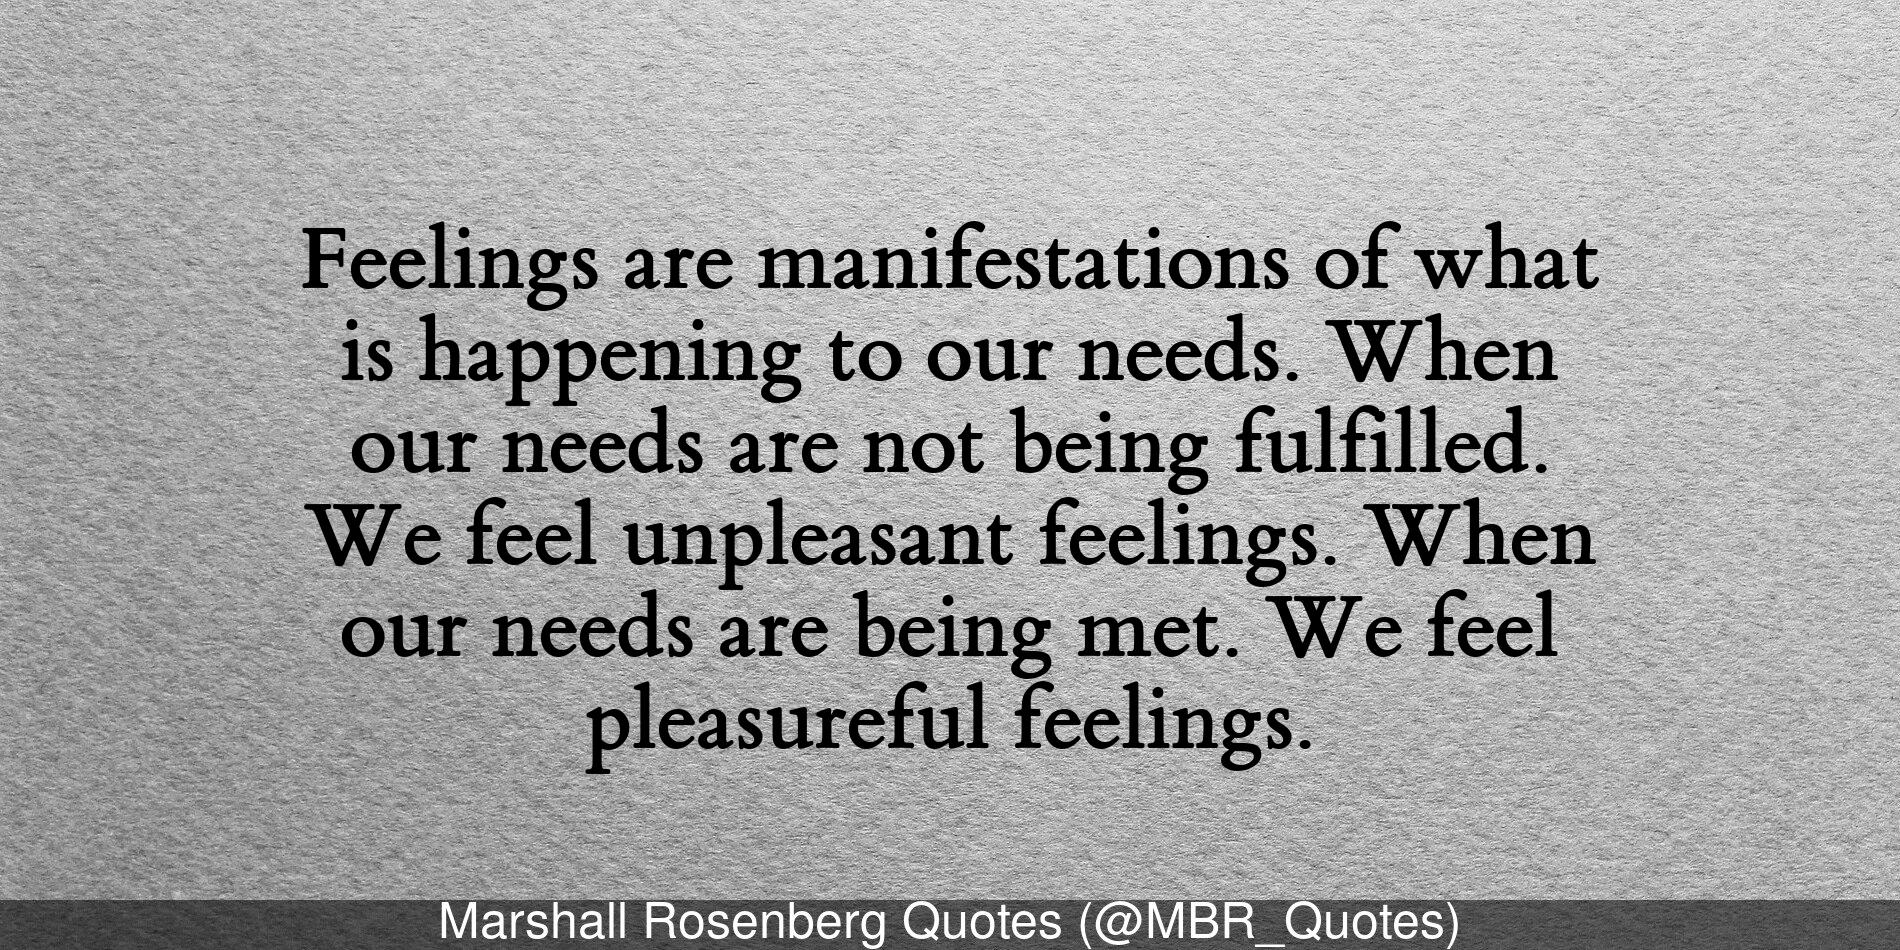 Feelings are manifestations of what
is happening to our needs. When
our needs are not being fulfilled.
We feel unpleasant feelings. When
our needs are being met. We feel
pleasureful feelings.
Marshall Rosenberg Quotes (@MBR_Quotes)